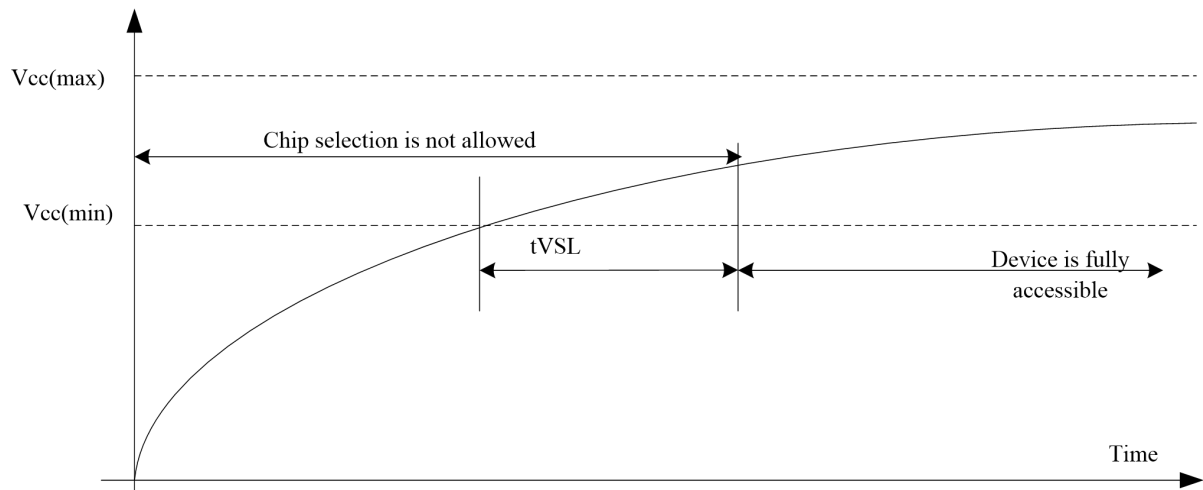 Vcc(max)
Chip selection is not allowed
Vcc(min)
tVSL
Device is fully
accessible
Time